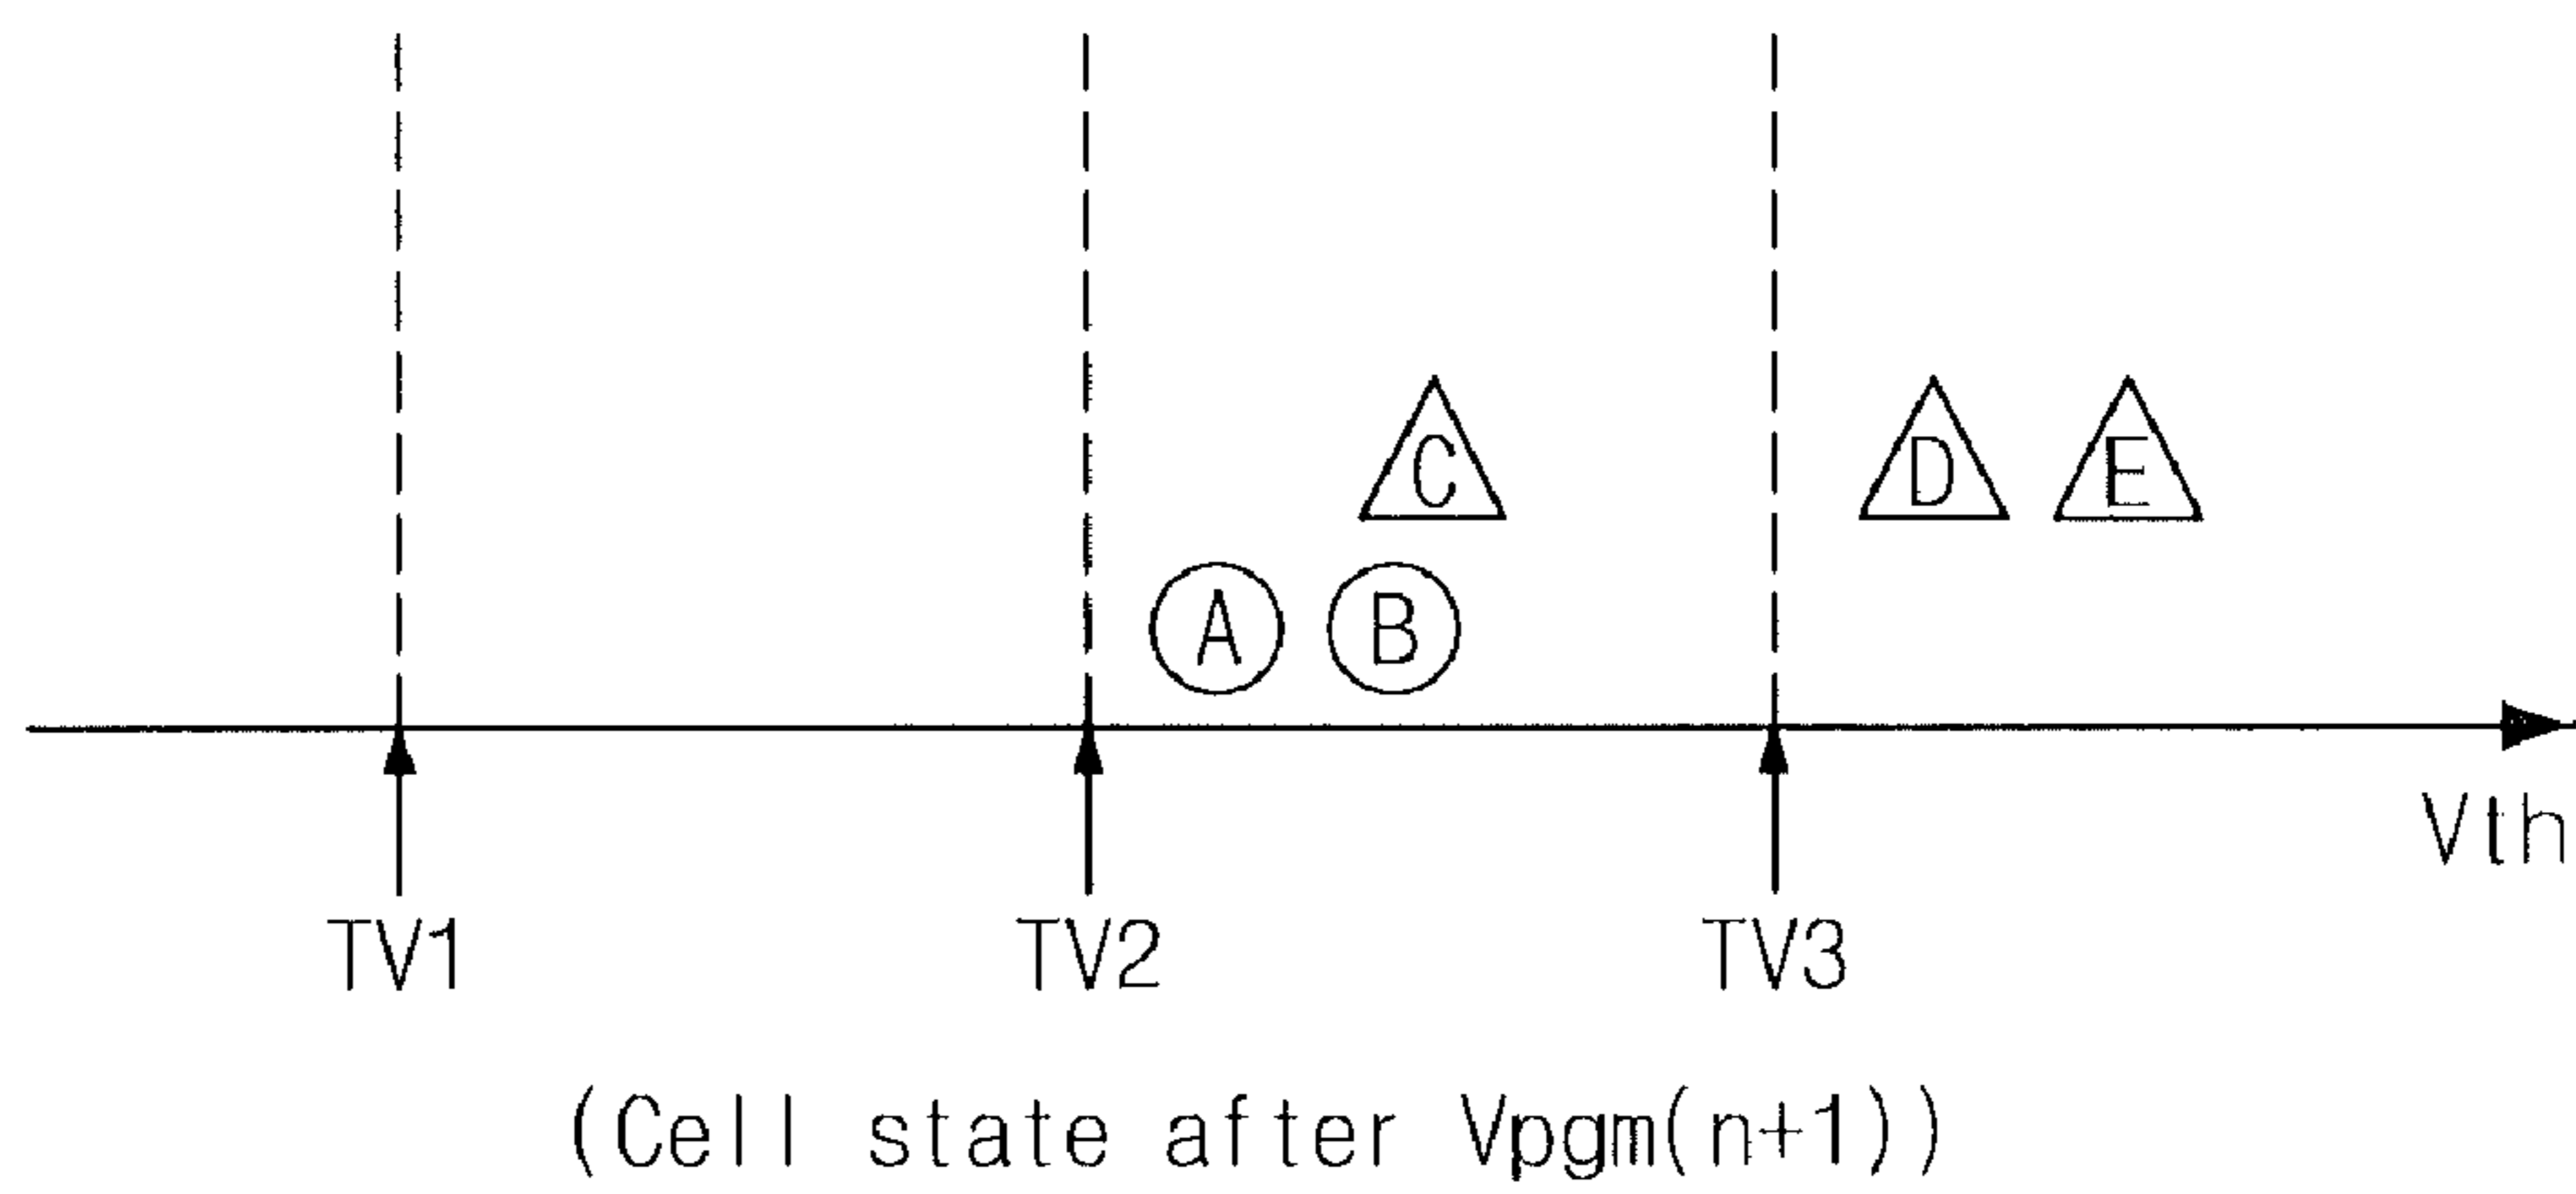 C D E
A B
Vth
TV1 TV2 TV3
(Cell state after Vpgm(n+1))